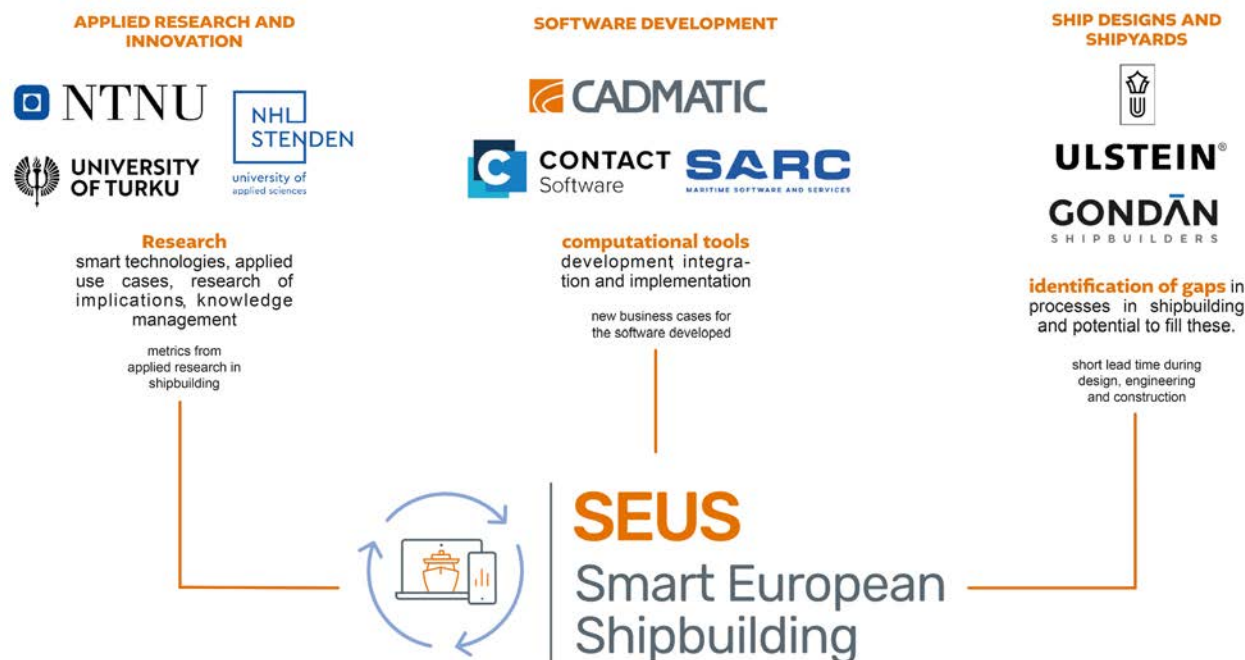 APPLIED RESEARCH AND
INNOVATION
NTNU
NHL
STENDEN
university of
applied sciences
UNIVERSITY
OF TURKU
Research
smart technologies, applied
use cases, research of
implications, knowledge
management
metrics from
applied research in
shipbuilding
SOFTWARE DEVELOPMENT
CADMATIC
C
CONTACT
Software
SARC
MARITIME SOFTWARE AND SERVICES
computational tools
development, integra-
tion and implementation
new business cases for
the software developed
SHIP DESIGNS AND
SHIPYARDS
U
ULSTEIN®
GONDĀN
SHIPBUILDERS
identification of gaps in
processes in shipbuilding
and potential to fill these.
short lead time during
design, engineering
and construction
SEUS
Smart European
Shipbuilding